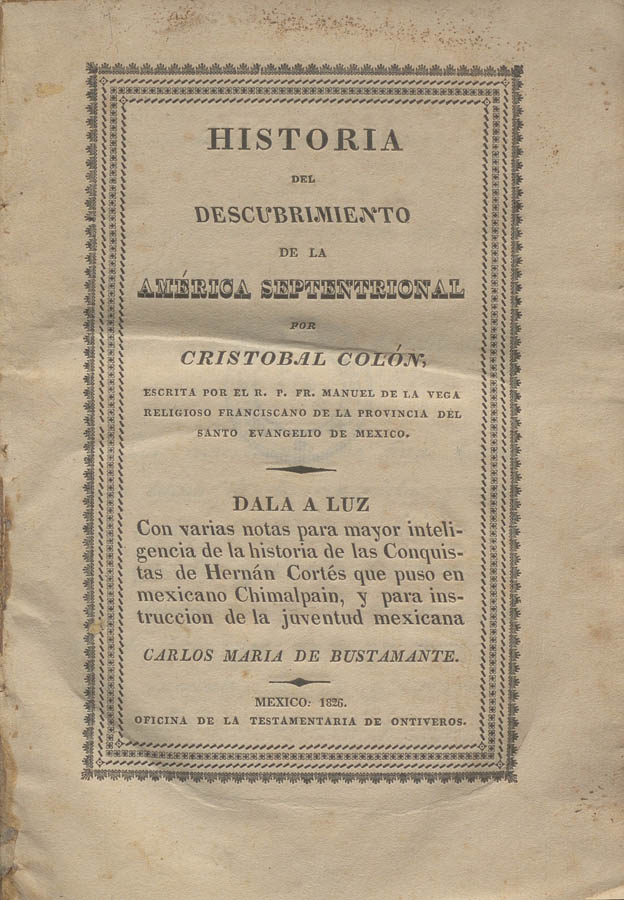 HISTORIA
DEL
DESCUBRIMIENTO
DE LA
AMÉRICA SEPTENTRIONAL
POR
CRISTOBAL COLÓN,
ESCRITA POR EL R. P. FR. MANUEL DE LA VEGA
RELIGIOSO FRANCISCANO DE LA PROVINCIA DEL
SANTO EVANGELIO DE MEXICO.
DALA A LUZ
Con varias notas para mayor inteli-
gencia de la historia de las Conquis-
tas de Hernán Cortés que puso en
mexicano Chimalpain, y para ins-
truccion de la juventud mexicana
CARLOS MARIA DE BUSTAMANTE.
MEXICO: 1826.
OFICINA DE LA TESTAMENTARIA DE ONTIVEROS.